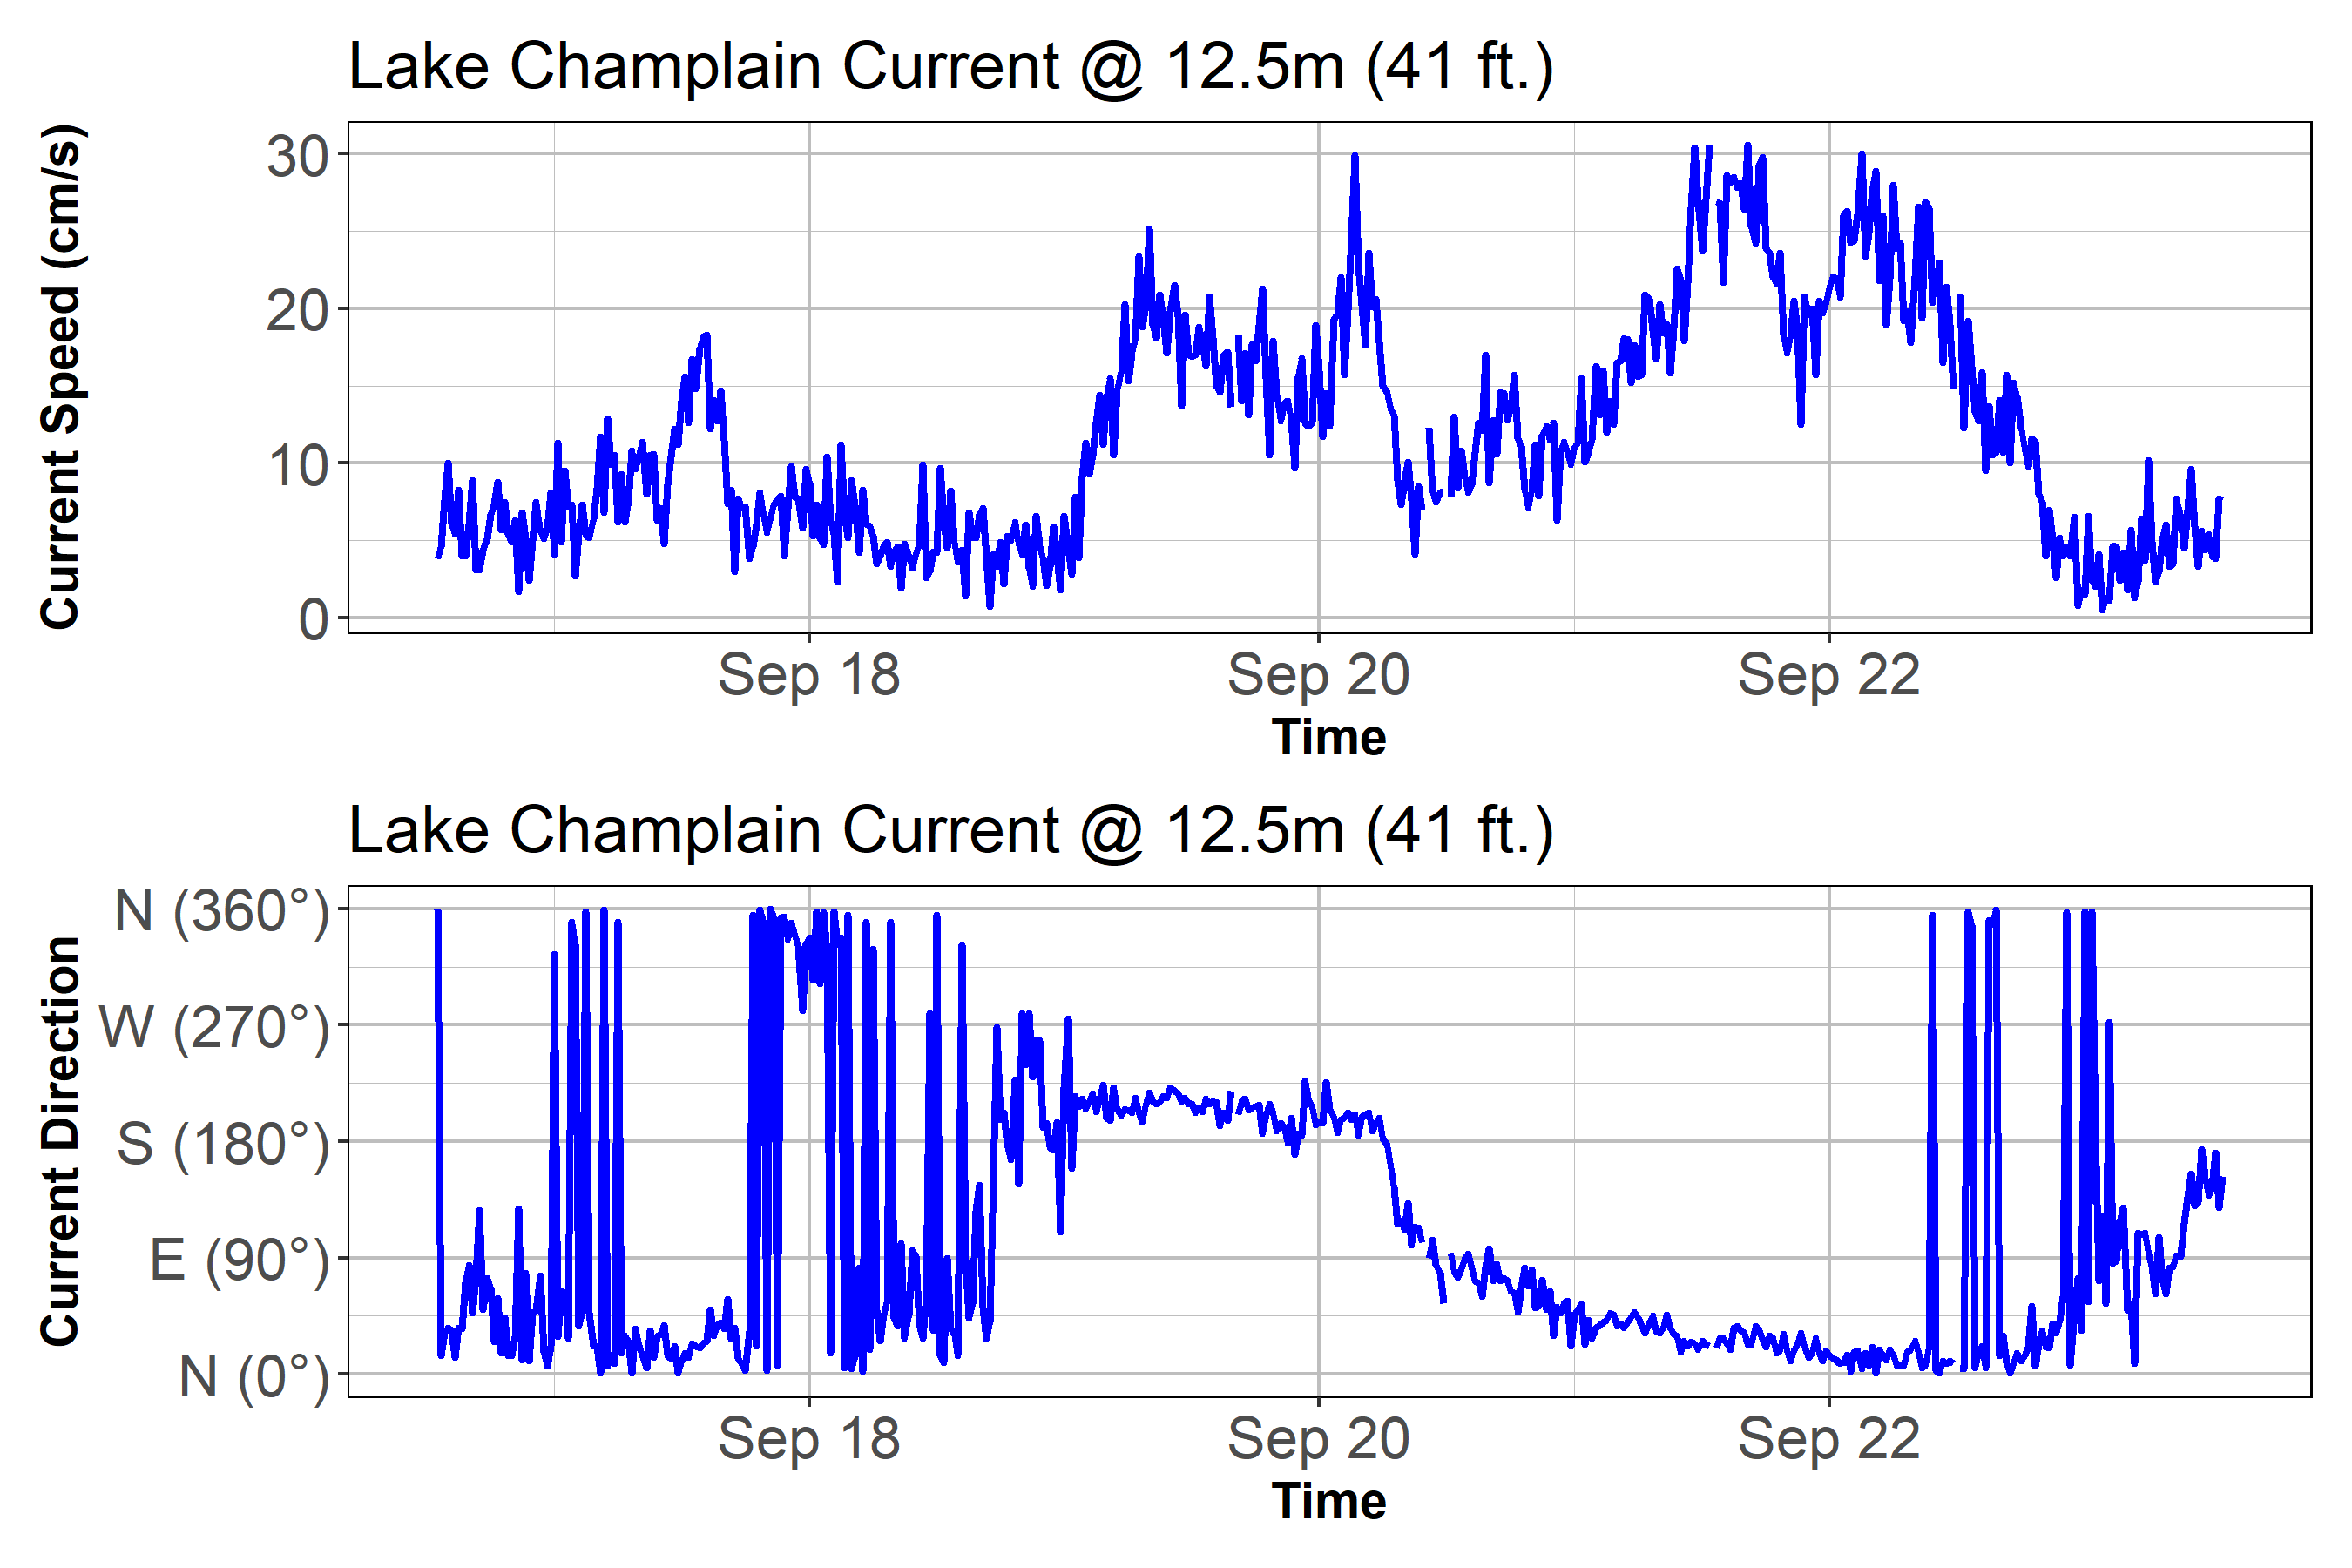 Lake Champlain Current @ 12.5m (41 ft.)
Current Speed (cm/s)
30
20
10
0
Sep 18 Sep 20 Sep 22
Time
Lake Champlain Current @ 12.5m (41 ft.)
Current Direction
N (360°)
W (270°)
S (180°)
E (90°)
N (0°)
Sep 18 Sep 20 Sep 22
Time